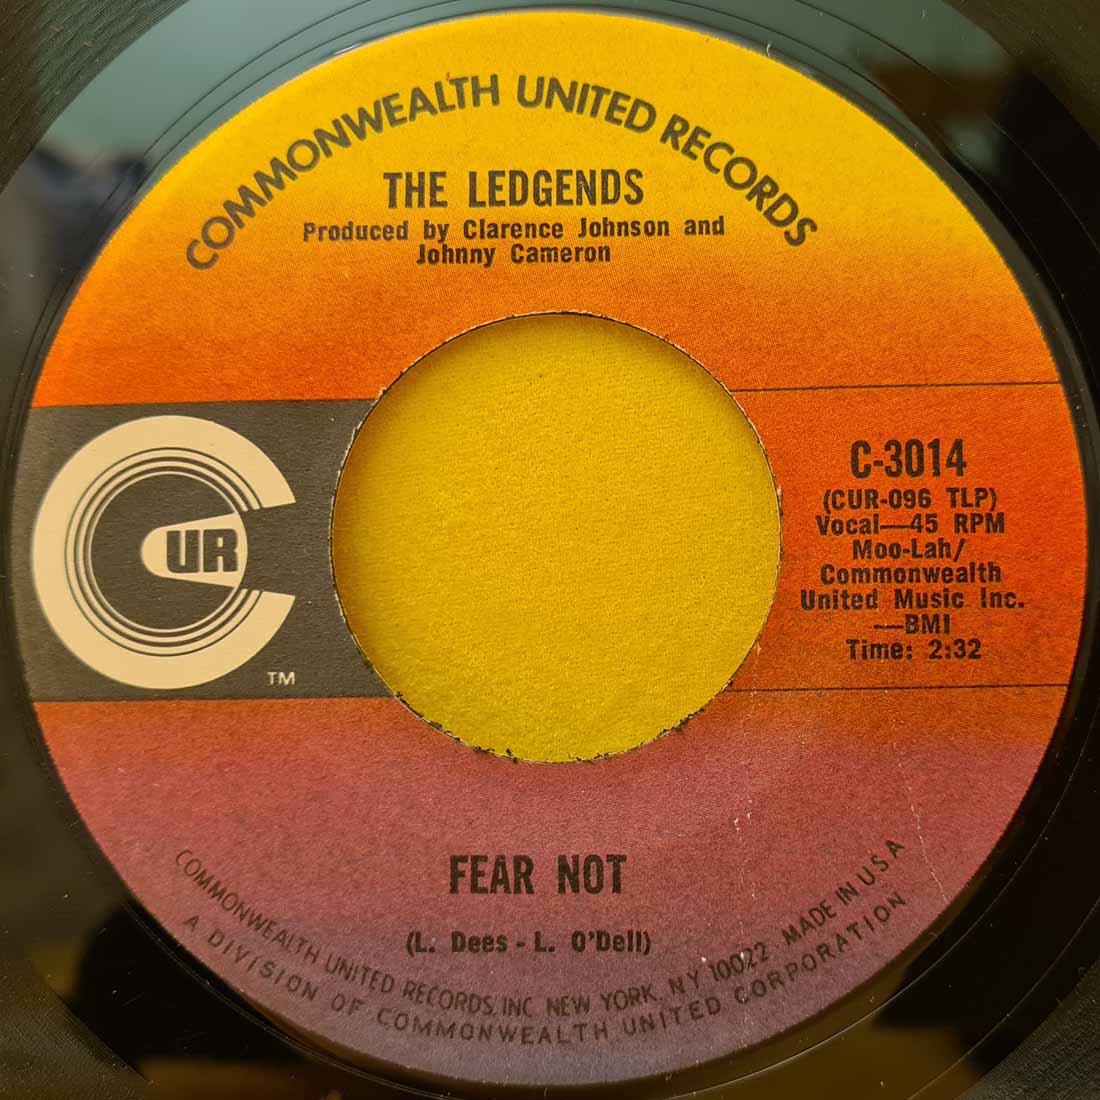 COMMONWEALTH UNITED RECORDS
THE LEDGENDS
Produced by Clarence Johnson and
Johnny Cameron
C-3014
(CUR-096 TLP)
Vocal—45 RPM
Moo-Lah/
Commonwealth
United Music Inc.
—BMI
Time: 2:32
CUR
TM
FEAR NOT
(L. Dees - L. O'Dell)
COMMONWEALTH UNITED RECORDS, INC. NEW YORK, N.Y. 10022 MADE IN U.S.A
A DIVISION OF COMMONWEALTH UNITED CORPORATION